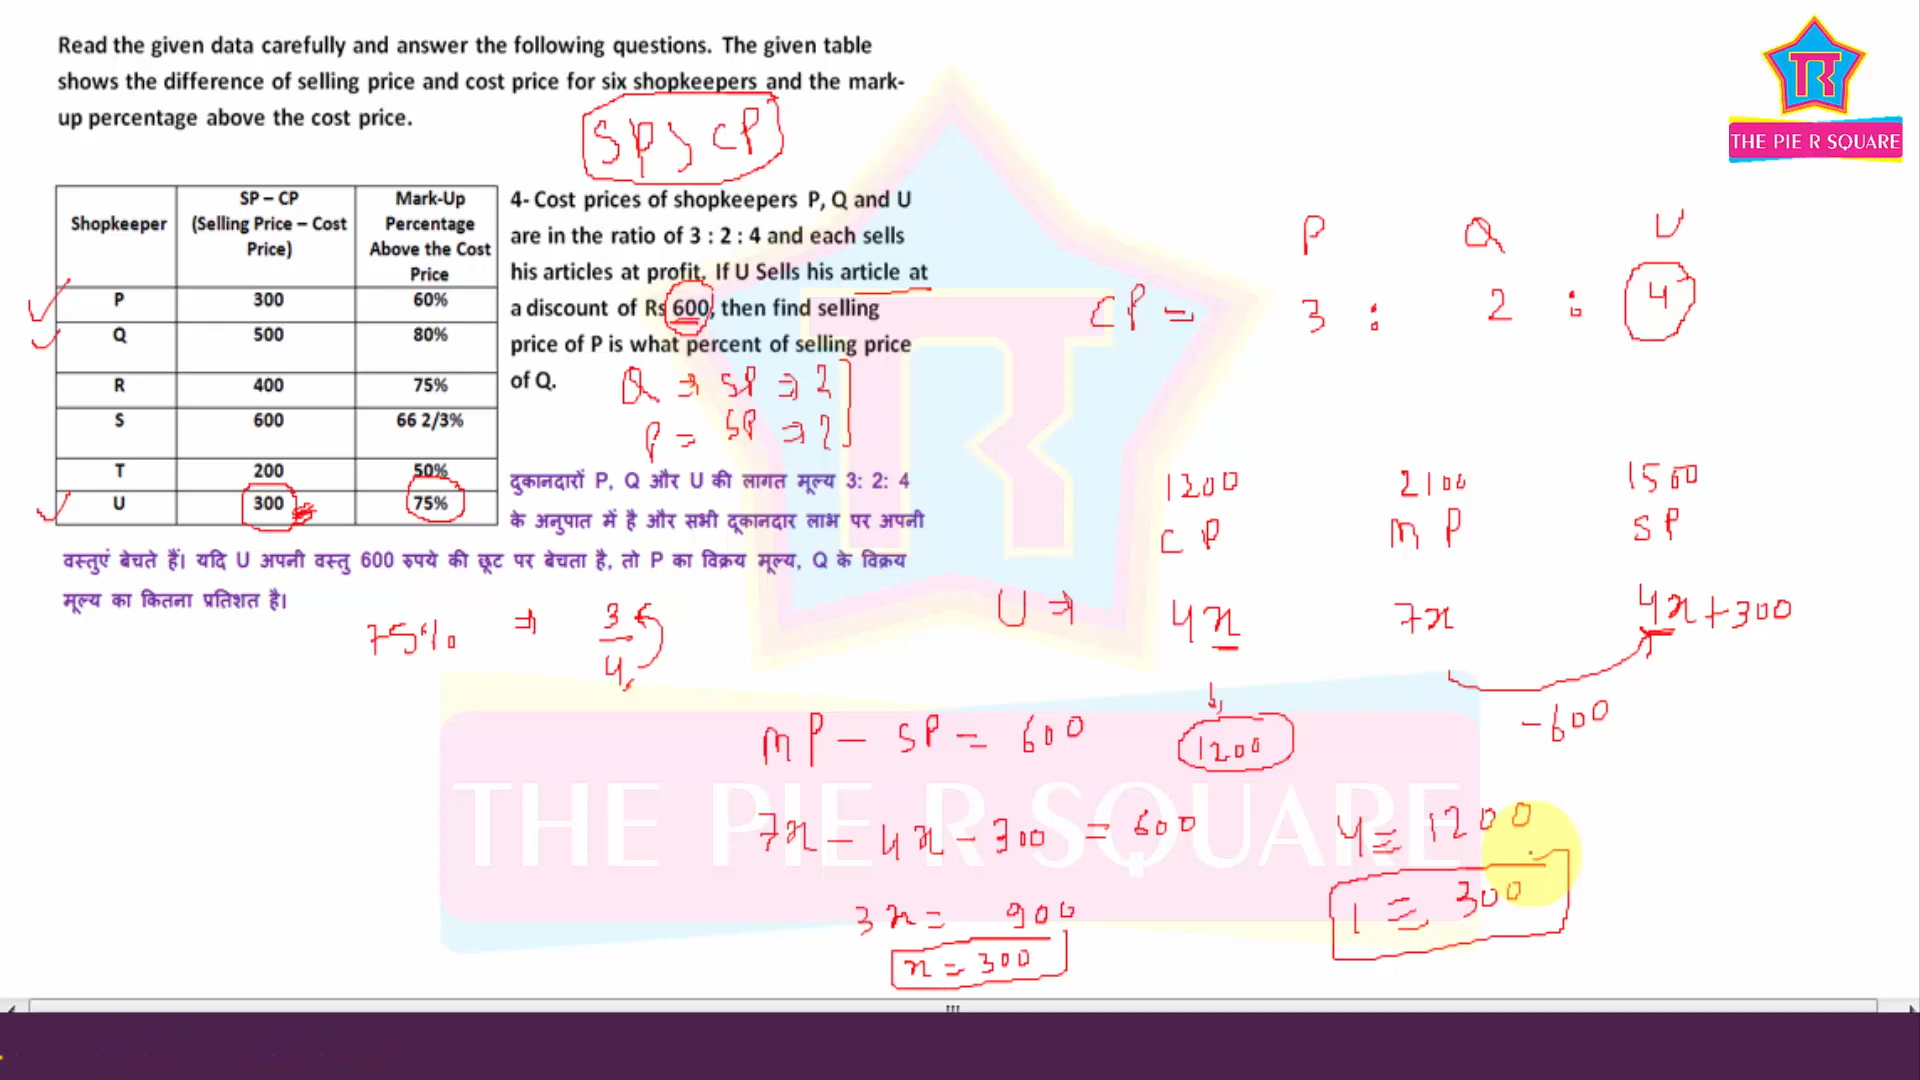 Read the given data carefully and answer the following questions. The given table
shows the difference of selling price and cost price for six shopkeepers and the mark-
up percentage above the cost price.
SP > CP
THE PIE R SQUARE
Shopkeeper SP – CP (Selling Price – Cost Price) Mark-Up Percentage Above the Cost Price
P 300 60%
Q 500 80%
R 400 75%
S 600 66 2/3%
T 200 50%
U 300 75%
4- Cost prices of shopkeepers P, Q and U
are in the ratio of 3 : 2 : 4 and each sells
his articles at profit. If U Sells his article at
a discount of Rs 600, then find selling
price of P is what percent of selling price
of Q.
Q ⇒ SP ⇒ ?
P = SP ⇒ ?
दुकानदारों P, Q और U की लागत मूल्य 3: 2: 4
के अनुपात में है और सभी दूकानदार लाभ पर अपनी
वस्तुएं बेचते हैं। यदि U अपनी वस्तु 600 रुपये की छूट पर बेचता है, तो P का विक्रय मूल्य, Q के विक्रय
मूल्य का कितना प्रतिशत है।
P Q U
CP = 3 : 2 : 4
1200 2100 1500
CP MP SP
U ⇒ 4x 7x 4x + 300
75% ⇒ 3/4
1200
- 600
MP - SP = 600
7x - 4x - 300 = 600
3x = 900
x = 300
4 ≡ 1200
1 ≡ 300
THE PIE R SQUARE